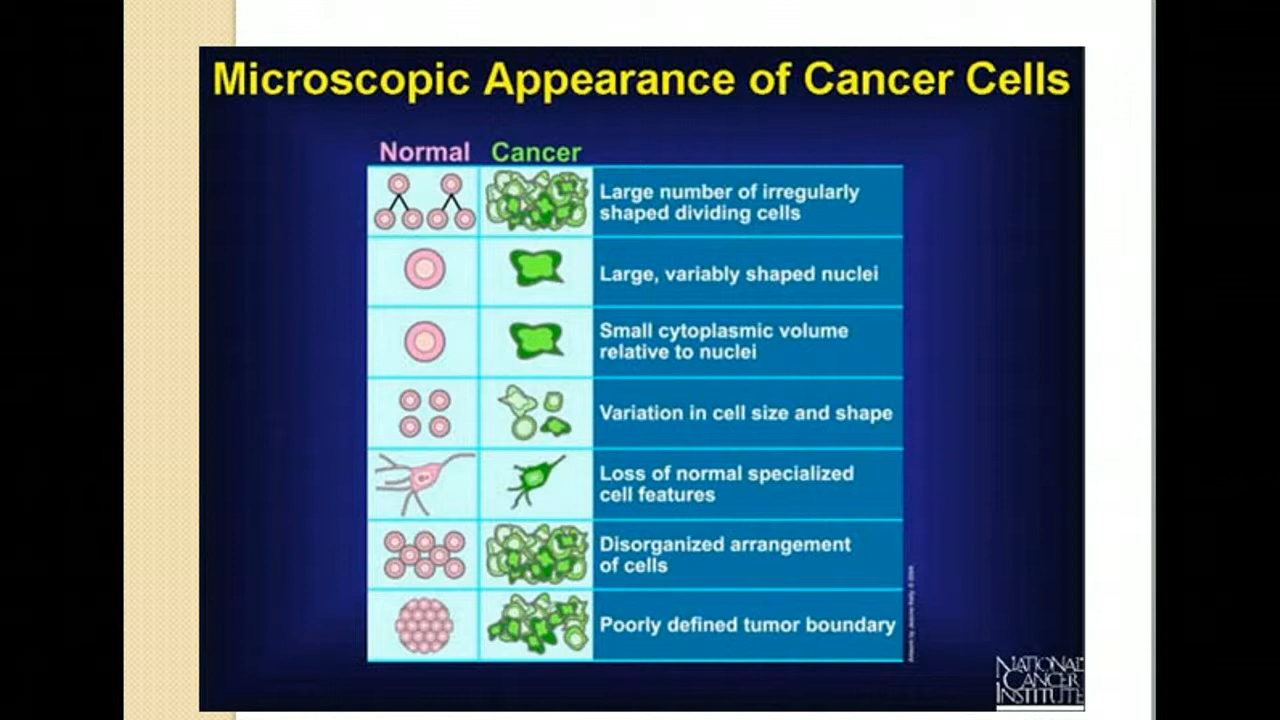 Microscopic Appearance of Cancer Cells
Normal Cancer
Large number of irregularly
shaped dividing cells
Large, variably shaped nuclei
Small cytoplasmic volume
relative to nuclei
Variation in cell size and shape
Loss of normal specialized
cell features
Disorganized arrangement
of cells
Poorly defined tumor boundary
NATIONAL
CANCER
INSTITUTE